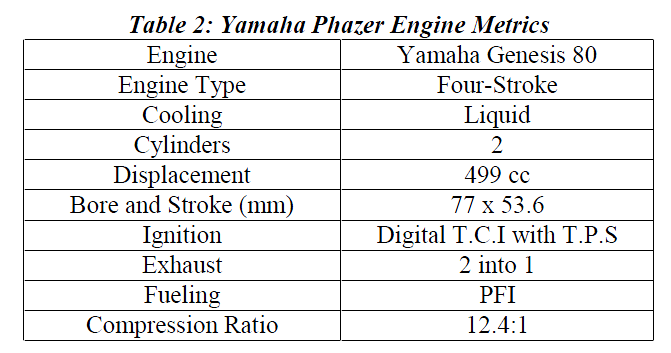 Table 2: Yamaha Phazer Engine Metrics
Engine Yamaha Genesis 80
Engine Type Four-Stroke
Cooling Liquid
Cylinders 2
Displacement 499 cc
Bore and Stroke (mm) 77 x 53.6
Ignition Digital T.C.I with T.P.S
Exhaust 2 into 1
Fueling PFI
Compression Ratio 12.4:1